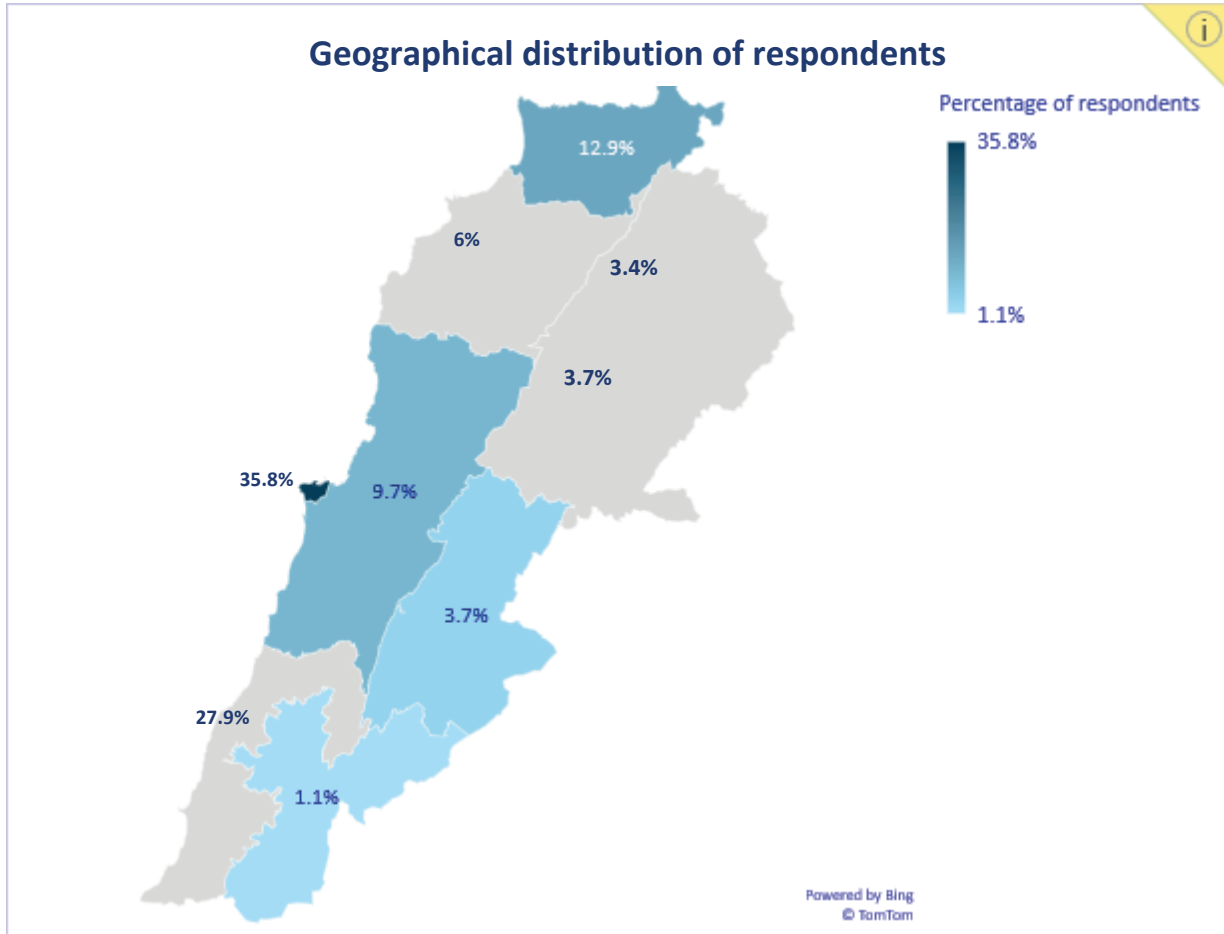 Geographical distribution of respondents
i
Percentage of respondents
35.8%
1.1%
12.9%
6%
3.4%
3.7%
35.8%
9.7%
3.7%
27.9%
1.1%
Powered by Bing
© TomTom